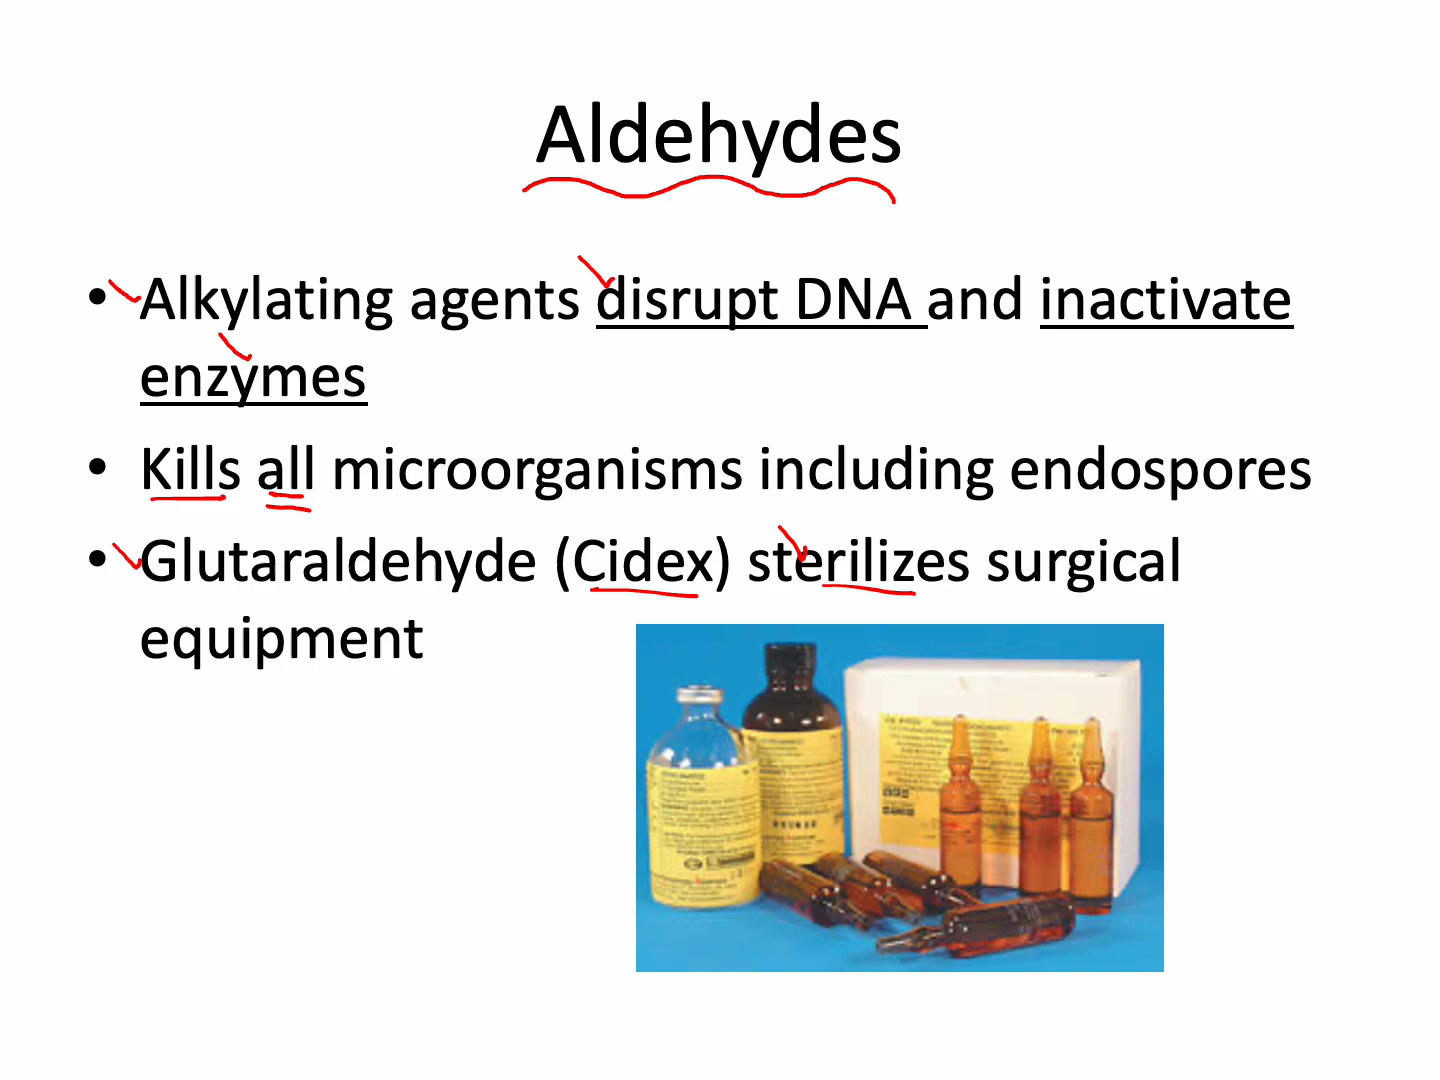 Aldehydes
• Alkylating agents disrupt DNA and inactivate
enzymes
• Kills all microorganisms including endospores
• Glutaraldehyde (Cidex) sterilizes surgical
equipment